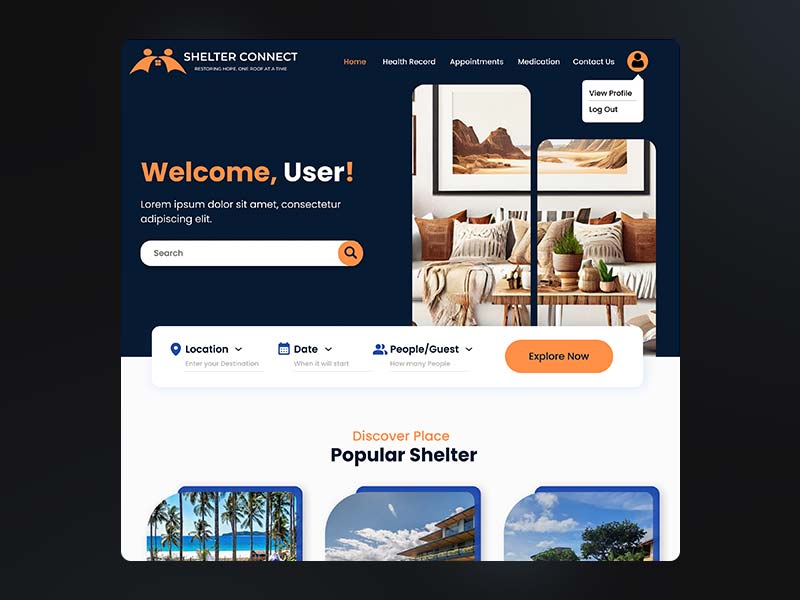 SHELTER CONNECT
RESTORING HOPE, ONE ROOF AT A TIME
Home Health Record Appointments Medication Contact Us
View Profile
Log Out
Welcome, User!
Lorem ipsum dolor sit amet, consectetur
adipiscing elit.
Search
Location Date People/Guest
Enter your Destination When it will start How many People
Explore Now
Discover Place
Popular Shelter